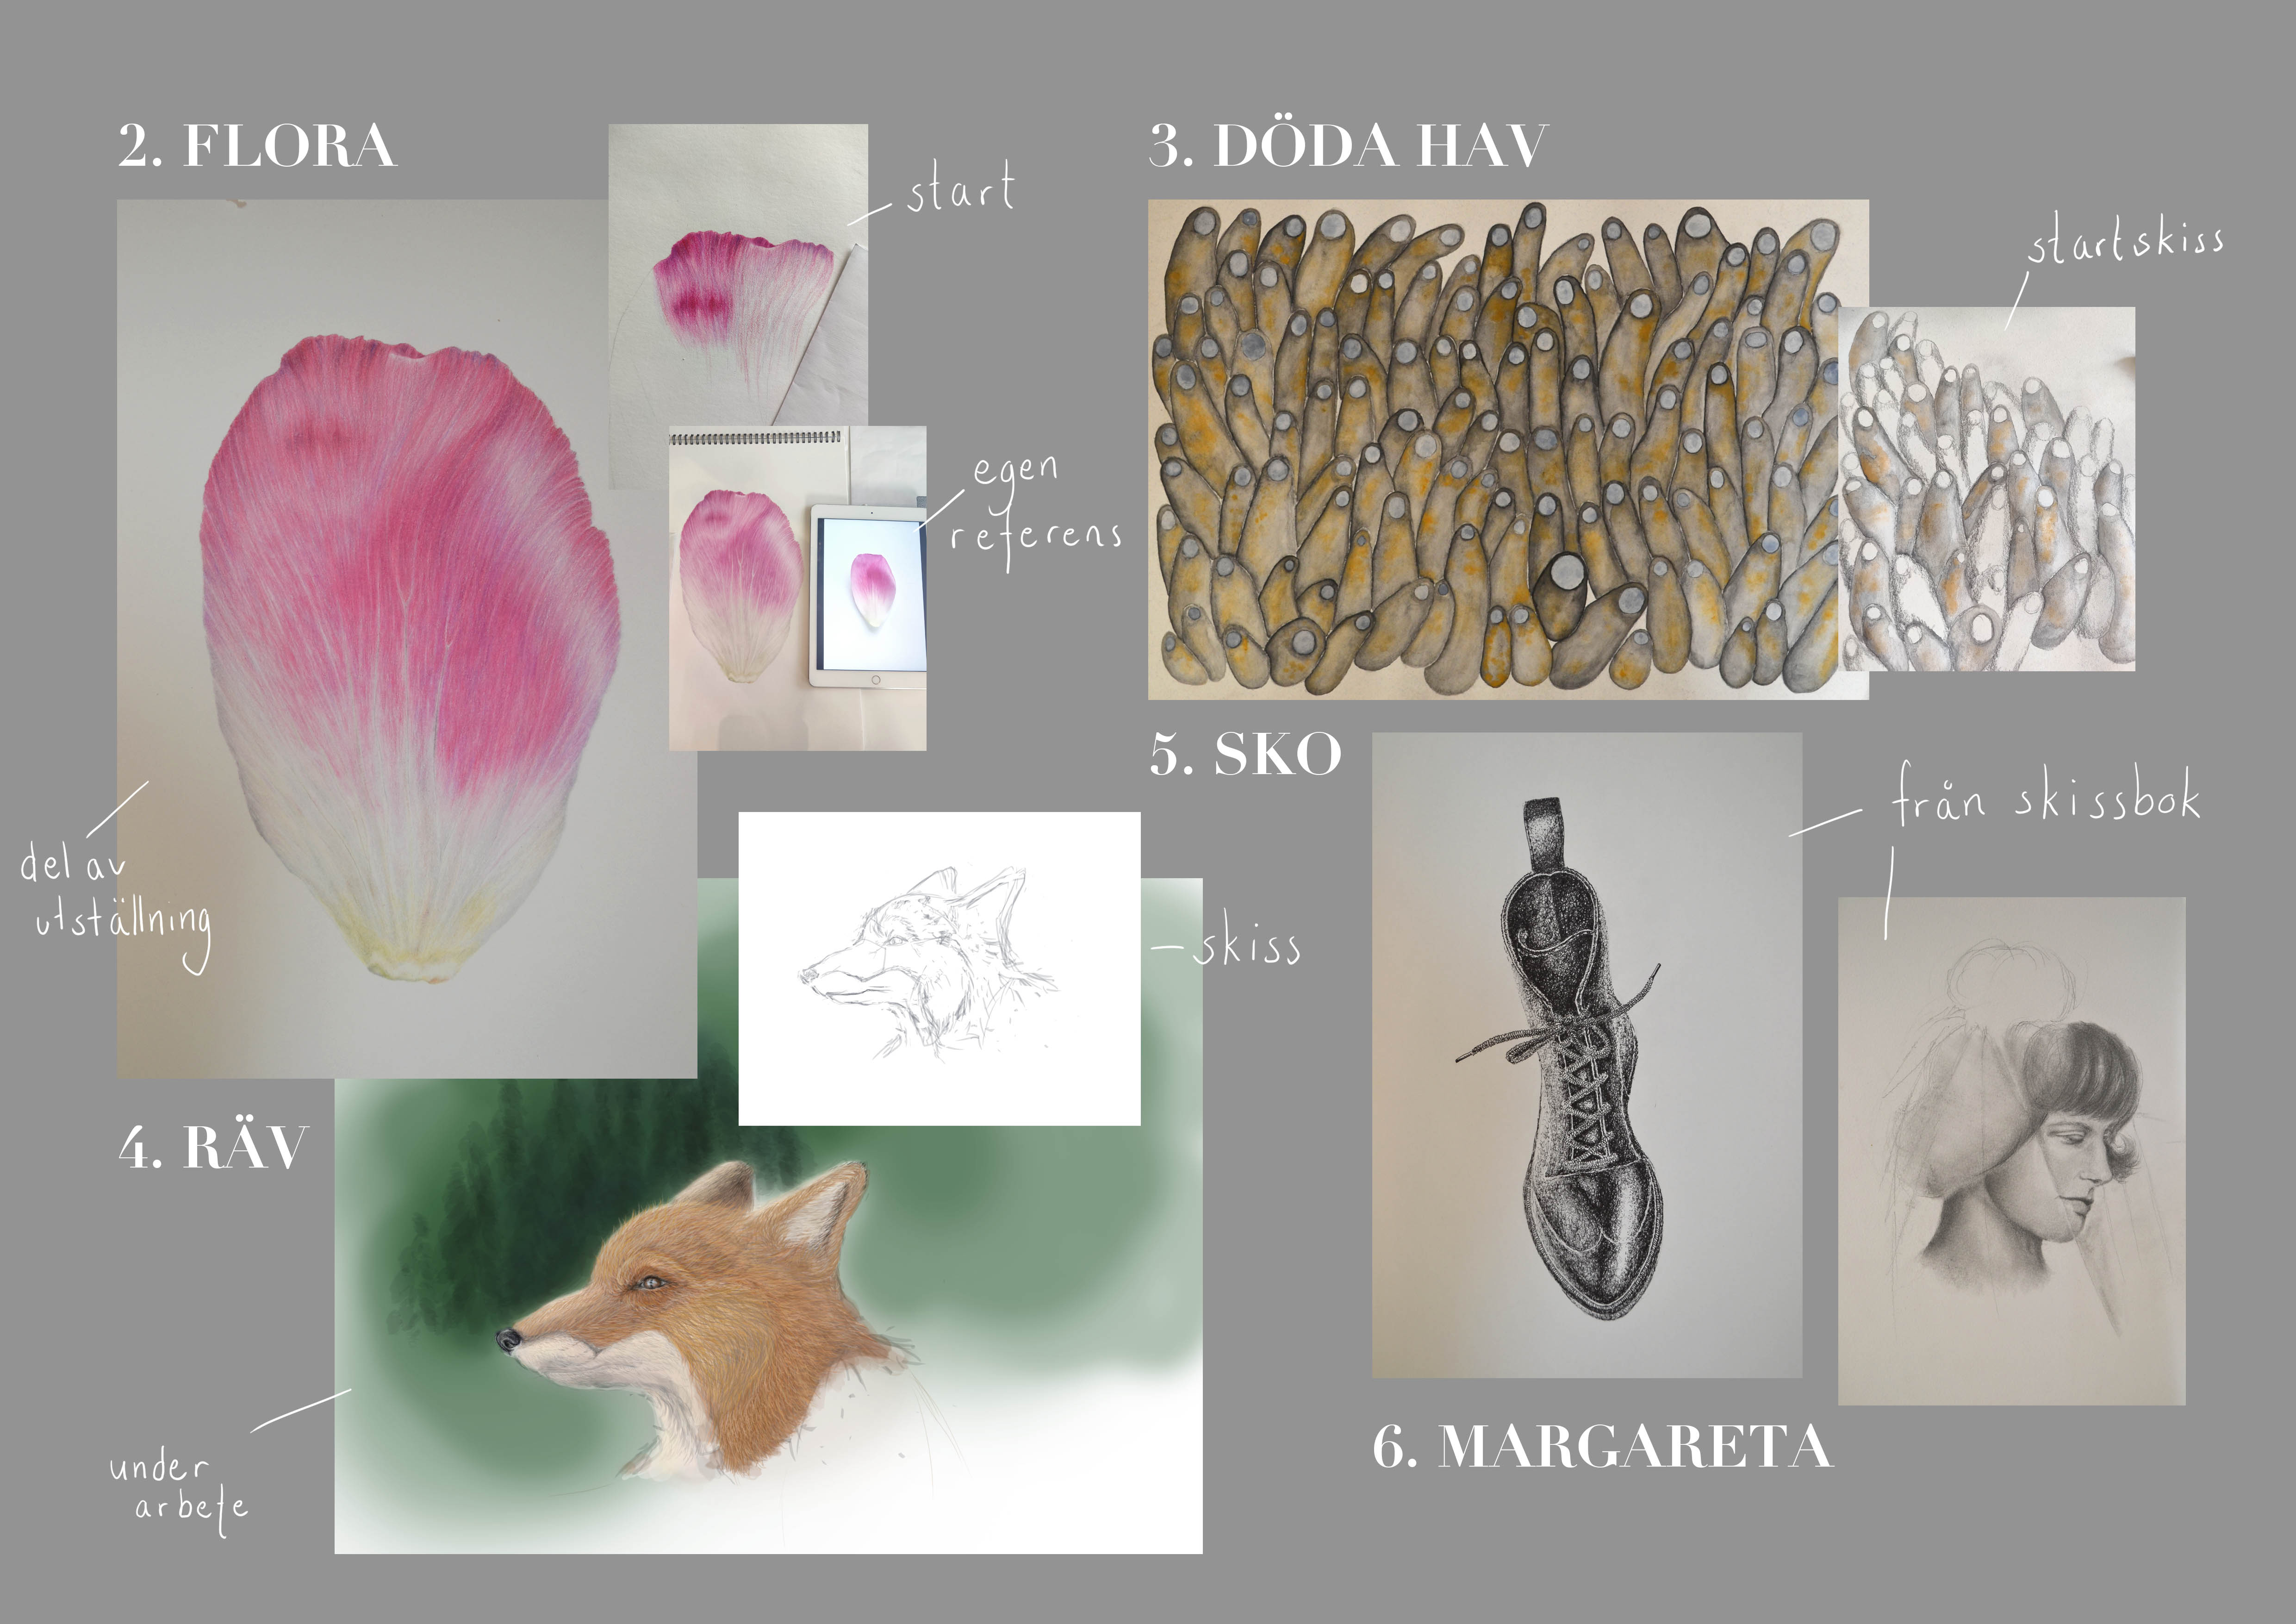 2. FLORA
start
egen
referens
del av
utställning
3. DÖDA HAV
startskiss
4. RÄV
skiss
under
arbete
5. SKO
från skissbok
6. MARGARETA